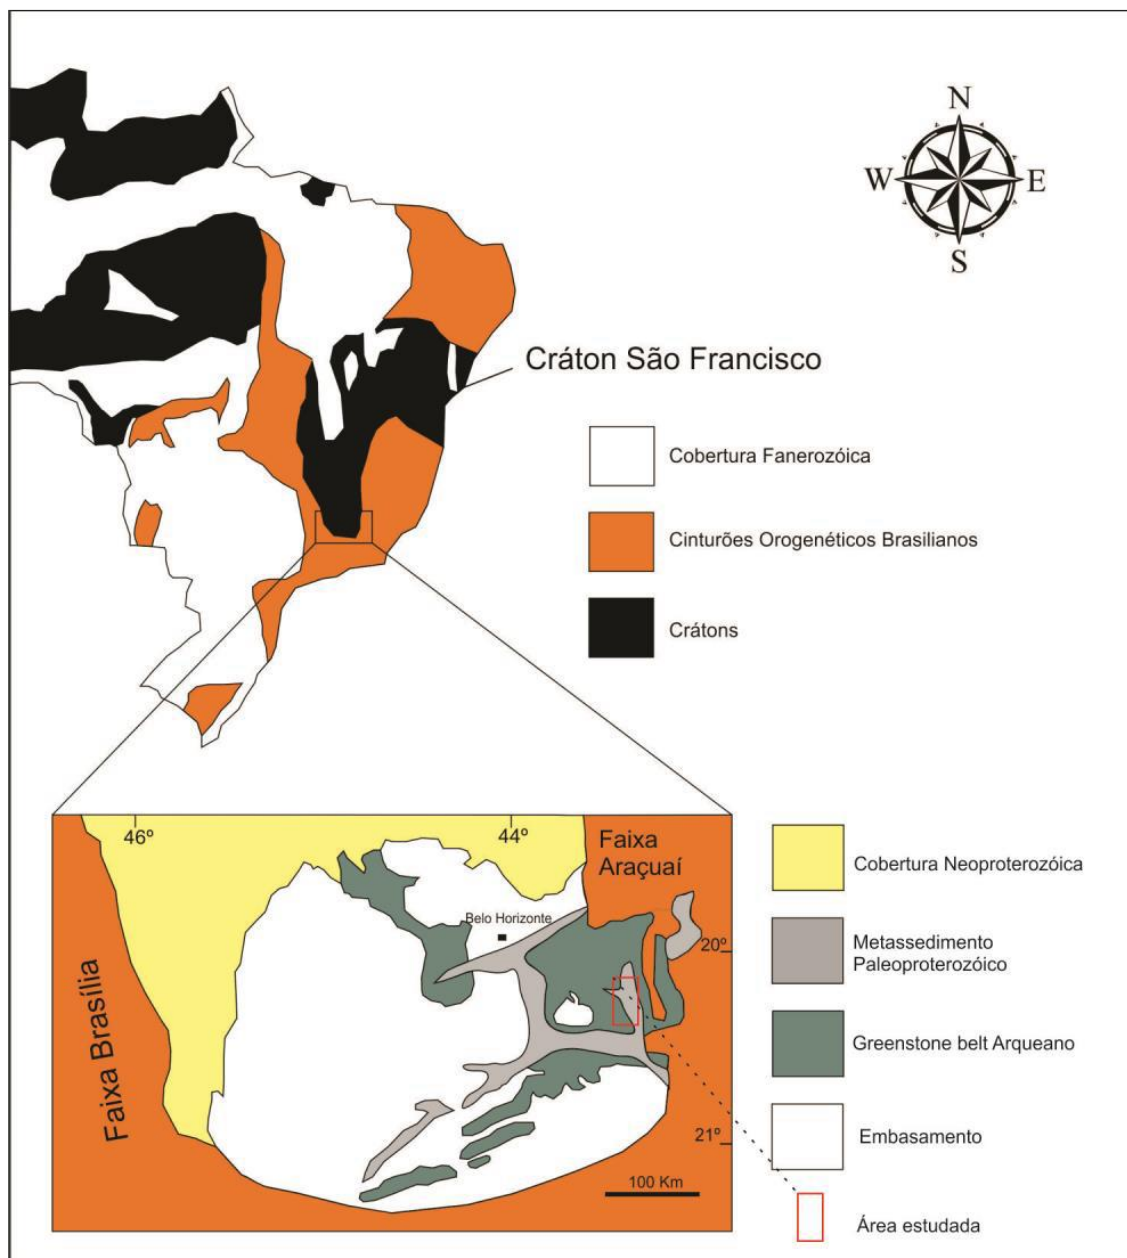 N
W
E
S
Cráton São Francisco
Cobertura Fanerozóica
Cinturões Orogenéticos Brasilianos
Crátons
46º
44º
Faixa
Araçuaí
Belo Horizonte
20º
Faixa Brasília
21º
100 Km
Cobertura Neoproterozóica
Metassedimento
Paleoproterozóico
Greenstone belt Arqueano
Embasamento
Área estudada